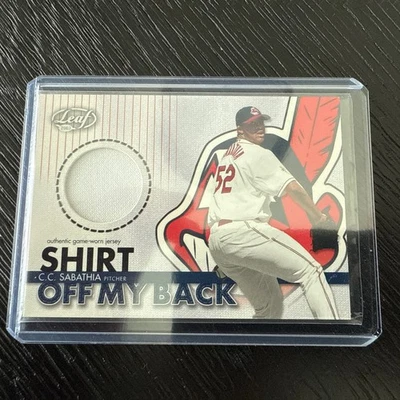 Leaf
52
authentic game-worn jersey
SHIRT
• C.C. SABATHIA PITCHER
OFF MY BACK